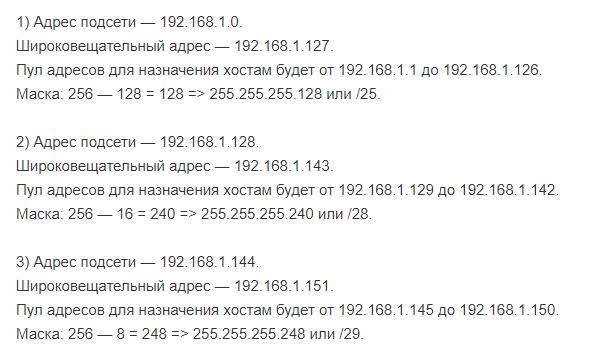 1) Адрес подсети — 192.168.1.0.
Широковещательный адрес — 192.168.1.127.
Пул адресов для назначения хостам будет от 192.168.1.1 до 192.168.1.126.
Маска: 256 — 128 = 128 => 255.255.255.128 или /25.
2) Адрес подсети — 192.168.1.128.
Широковещательный адрес — 192.168.1.143.
Пул адресов для назначения хостам будет от 192.168.1.129 до 192.168.1.142.
Маска: 256 — 16 = 240 => 255.255.255.240 или /28.
3) Адрес подсети — 192.168.1.144.
Широковещательный адрес — 192.168.1.151.
Пул адресов для назначения хостам будет от 192.168.1.145 до 192.168.1.150.
Маска: 256 — 8 = 248 => 255.255.255.248 или /29.